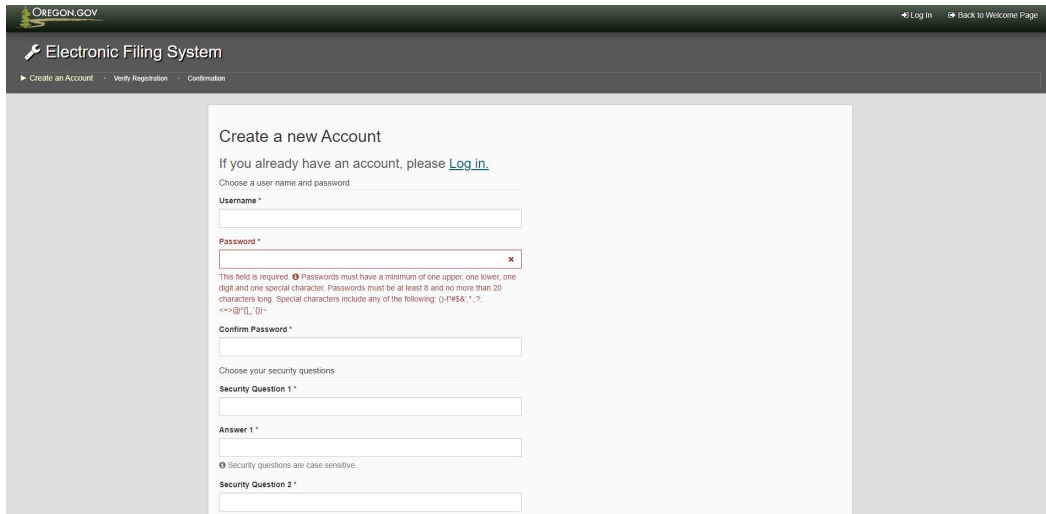 OREGON.GOV
Log In Back to Welcome Page
Electronic Filing System
Create an Account - Verify Registration - Confirmation
Create a new Account
If you already have an account, please Log in.
Choose a user name and password
Username *
Password *
This field is required. Passwords must have a minimum of one upper, one lower, one
digit and one special character. Passwords must be at least 8 and no more than 20
characters long. Special characters include any of the following:
Confirm Password *
Choose your security questions
Security Question 1 *
Answer 1 *
Security questions are case sensitive.
Security Question 2 *